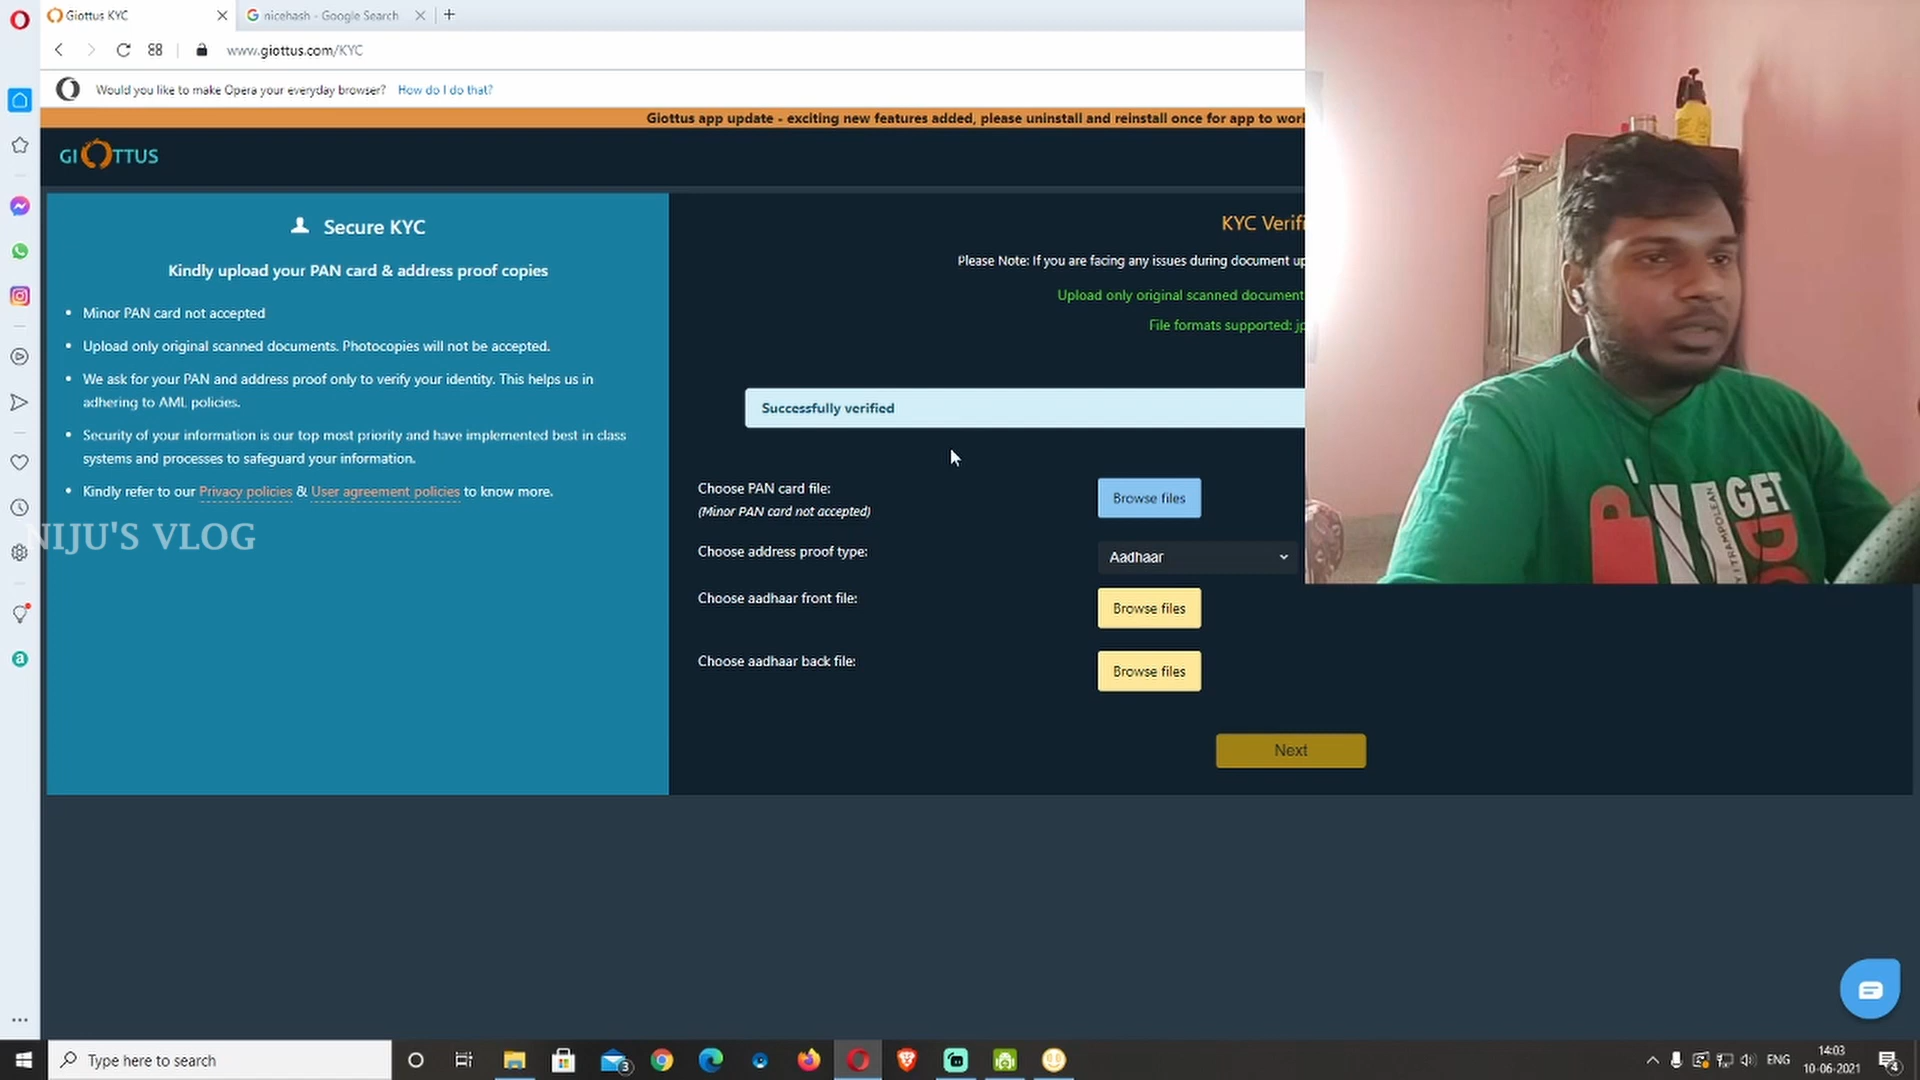 Giottus KYC
nicehash - Google Search
www.giottus.com/KYC
Would you like to make Opera your everyday browser? How do I do that?
Giottus app update - exciting new features added, please uninstall and reinstall once for app to work
GIOTTUS
Secure KYC
Kindly upload your PAN card & address proof copies
• Minor PAN card not accepted
• Upload only original scanned documents. Photocopies will not be accepted.
• We ask for your PAN and address proof only to verify your identity. This helps us in
adhering to AML policies.
• Security of your information is our top most priority and have implemented best in class
systems and processes to safeguard your information.
• Kindly refer to our Privacy policies & User agreement policies to know more.
NIJU'S VLOG
KYC Verifi
Please Note: If you are facing any issues during document up
Upload only original scanned document
File formats supported: jp
Successfully verified
Choose PAN card file:
(Minor PAN card not accepted)
Browse files
Choose address proof type:
Aadhaar
Choose aadhaar front file:
Browse files
Choose aadhaar back file:
Browse files
Next
GET
TRAMPOLEAN
Type here to search
3
a
ENG
14:03
10-06-2021
4